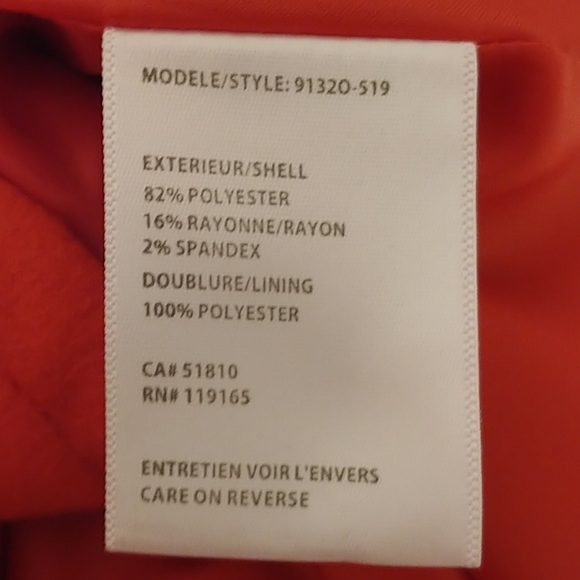 MODELE/STYLE: 9132O-519
EXTERIEUR/SHELL
82% POLYESTER
16% RAYONNE/RAYON
2% SPANDEX
DOUBLURE/LINING
100% POLYESTER
CA# 51810
RN# 119165
ENTRETIEN VOIR L'ENVERS
CARE ON REVERSE